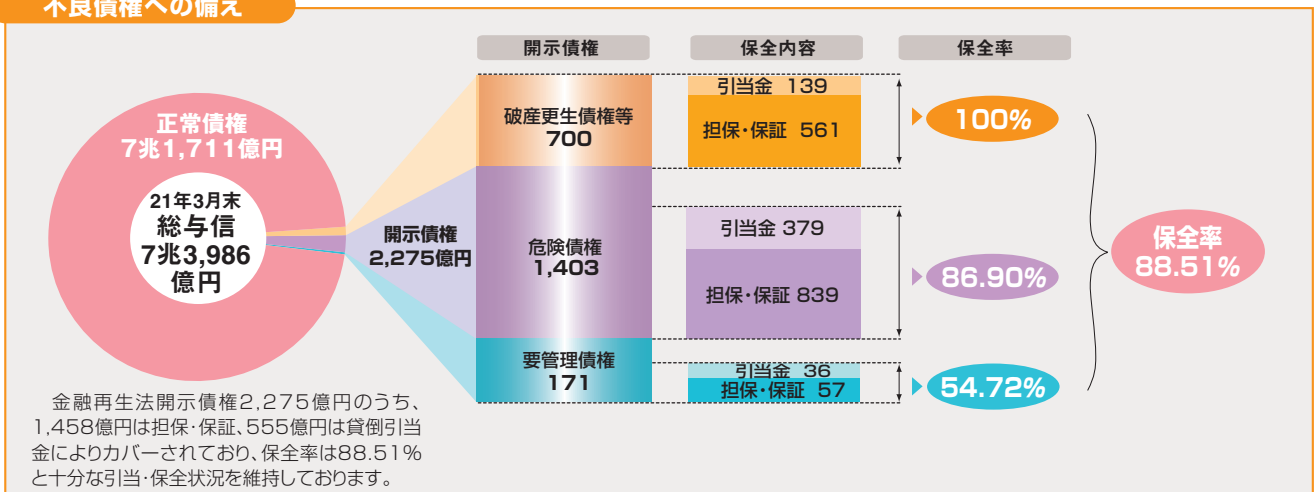 不良債権への備え
開示債権
保全内容
保全率
正常債権
7兆1,711億円
21年3月末
総与信
7兆3,986
億円
開示債権
2,275億円
破産更生債権等
700
危険債権
1,403
要管理債権
171
引当金 139
担保・保証 561
引当金 379
担保・保証 839
引当金 36
担保・保証 57
100%
86.90%
54.72%
保全率
88.51%
金融再生法開示債権2,275億円のうち、
1,458億円は担保・保証、555億円は貸倒引当
金によりカバーされており、保全率は88.51%
と十分な引当・保全状況を維持しております。